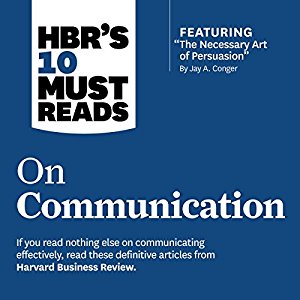 HBR'S
10
MUST
READS
FEATURING
"The Necessary Art
of Persuasion"
By Jay A. Conger
On
Communication
If you read nothing else on communicating
effectively, read these definitive articles from
Harvard Business Review.